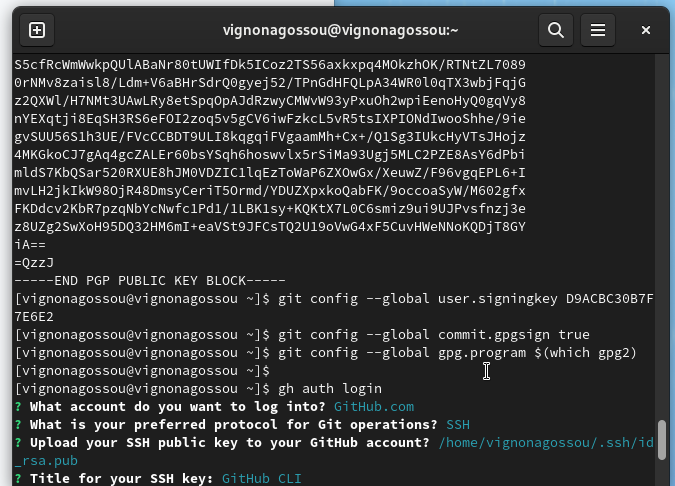 vignonagossou@vignonagossou:~
S5cfRcWmWwkpQUlABaNr80tUWIfDk5ICoz2TS56axkxpq4MOkzhOK/RTNtZL7089
0rNMv8zaisl8/Ldm+V6aBHrSdrQ0gyej52/TPnGdHFQLpA34WR0l0qTX3wbjFqjG
z2QXWl/H7NMt3UAwLRy8etSpqOpAJdRzwyCMWvW93yPxuOh2wpiEenoHyQ0gqVy8
nYEXqtji8EqSH3RS6eFOI2zoq5v5gCV6iwFzkcL5vR5tsIXPIONdIwooShhe/9ie
gvSUU56S1h3UE/FVcCCBDT9ULI8kqgqiFVgaamMh+Cx+/Q1Sg3IUkcHyVTsJHojz
4MKGkoCJ7gAq4gcZALEr60bsYSqh6hoswvlx5rSiMa93Ugj5MLC2PZE8AsY6dPbi
mldS7KbQSar520RXUE8hJM0VDZIC1lqEzToWaP6ZXOwGx/XeuwZ/F96vgqEPL6+I
mvLH2jkIkW98OjR48DmsyCeriT5Ormd/YDUZXpxkoQabFK/9occoaSyW/M602gfx
FKDdcv2KbR7pzqNbYcNwfc1Pd1/1LBK1sy+KQKtX7L0C6smiz9ui9UJPvsfnzj3e
z8UZg2SwXoH95DQ32HM6mI+eaVSt9JFCsTQ2U19oVwG4xF5CuvHWeNNoKQDjT8GY
iA==
=QzzJ
-----END PGP PUBLIC KEY BLOCK-----
[vignonagossou@vignonagossou ~]$ git config --global user.signingkey D9ACBC30B7F
7E6E2
[vignonagossou@vignonagossou ~]$ git config --global commit.gpgsign true
[vignonagossou@vignonagossou ~]$ git config --global gpg.program $(which gpg2)
[vignonagossou@vignonagossou ~]$
[vignonagossou@vignonagossou ~]$ gh auth login
? What account do you want to log into? GitHub.com
? What is your preferred protocol for Git operations? SSH
? Upload your SSH public key to your GitHub account? /home/vignonagossou/.ssh/id
_rsa.pub
? Title for your SSH key: GitHub CLI